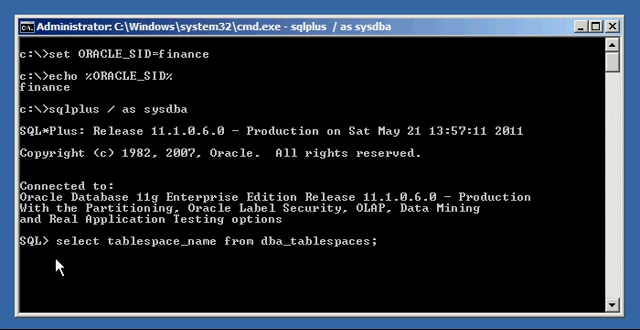 Administrator: C:\Windows\system32\cmd.exe - sqlplus / as sysdba
c:\>set ORACLE_SID=finance
c:\>echo %ORACLE_SID%
finance
c:\>sqlplus / as sysdba
SQL*Plus: Release 11.1.0.6.0 - Production on Sat May 21 13:57:11 2011
Copyright (c) 1982, 2007, Oracle.  All rights reserved.
Connected to:
Oracle Database 11g Enterprise Edition Release 11.1.0.6.0 - Production
With the Partitioning, Oracle Label Security, OLAP, Data Mining
and Real Application Testing options
SQL> select tablespace_name from dba_tablespaces;